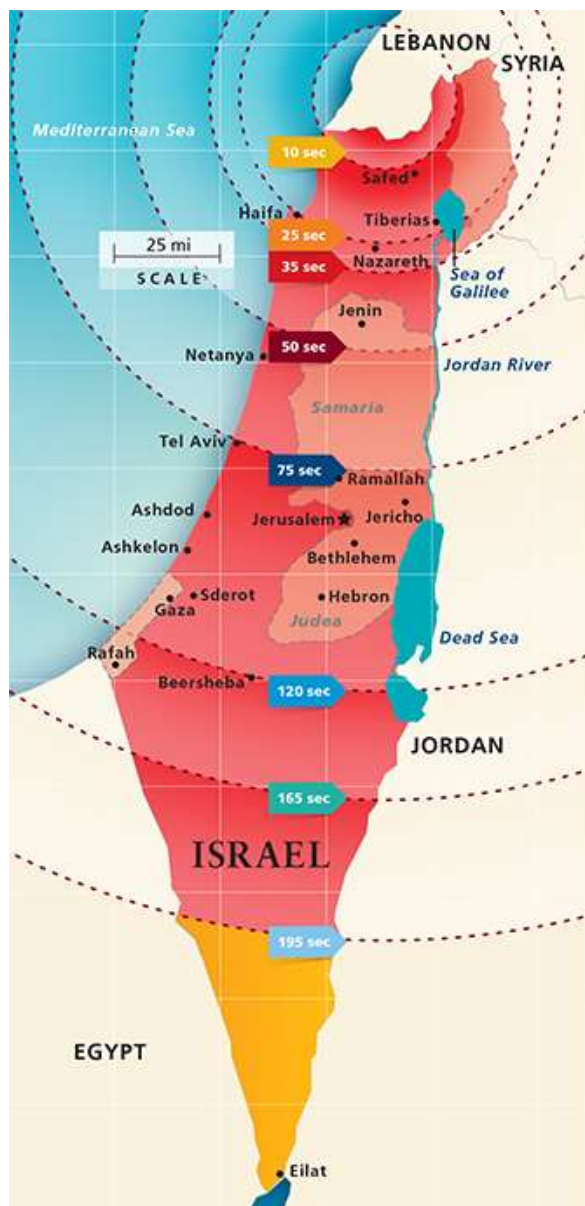 LEBANON
SYRIA
Mediterranean Sea
10 sec
Safed
Haifa
Tiberias
25 sec
25 mi
SCALE
Nazareth
35 sec
Sea of
Galilee
Jenin
50 sec
Netanya
Jordan River
Samaria
Tel Aviv
75 sec
Ramallah
Ashdod
Jerusalem
Jericho
Ashkelon
Bethlehem
Sderot
Gaza
Hebron
Judea
Dead Sea
Rafah
Beersheba
120 sec
JORDAN
165 sec
ISRAEL
195 sec
EGYPT
Eilat